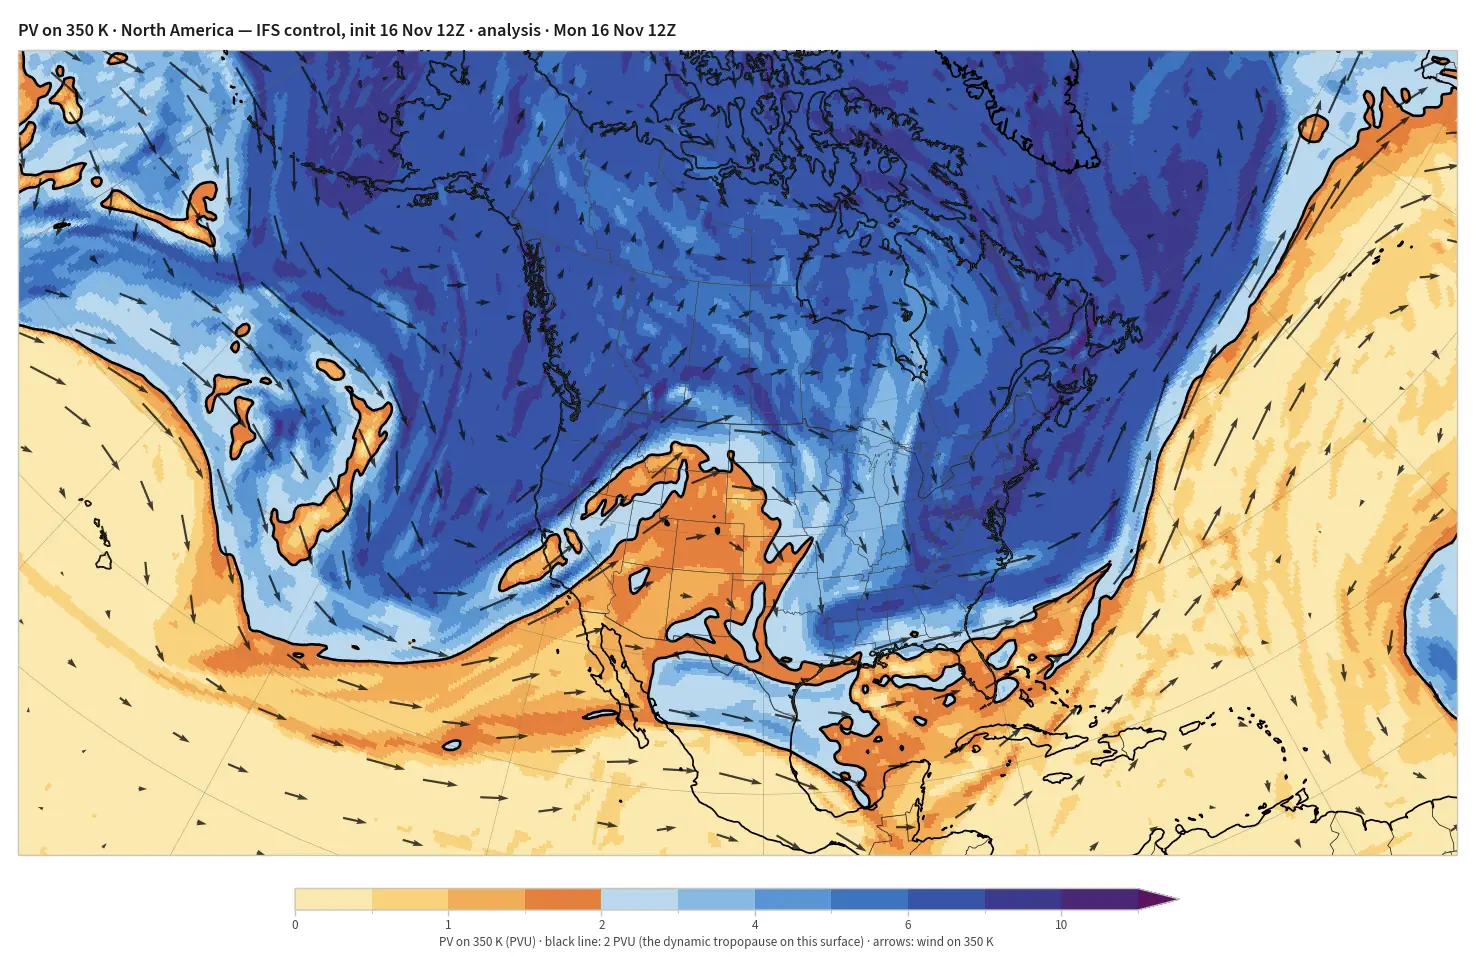 PV on 350 K · North America — IFS control, init 16 Nov 12Z · analysis · Mon 16 Nov 12Z
0 1 2 4 6 10
PV on 350 K (PVU) · black line: 2 PVU (the dynamic tropopause on this surface) · arrows: wind on 350 K